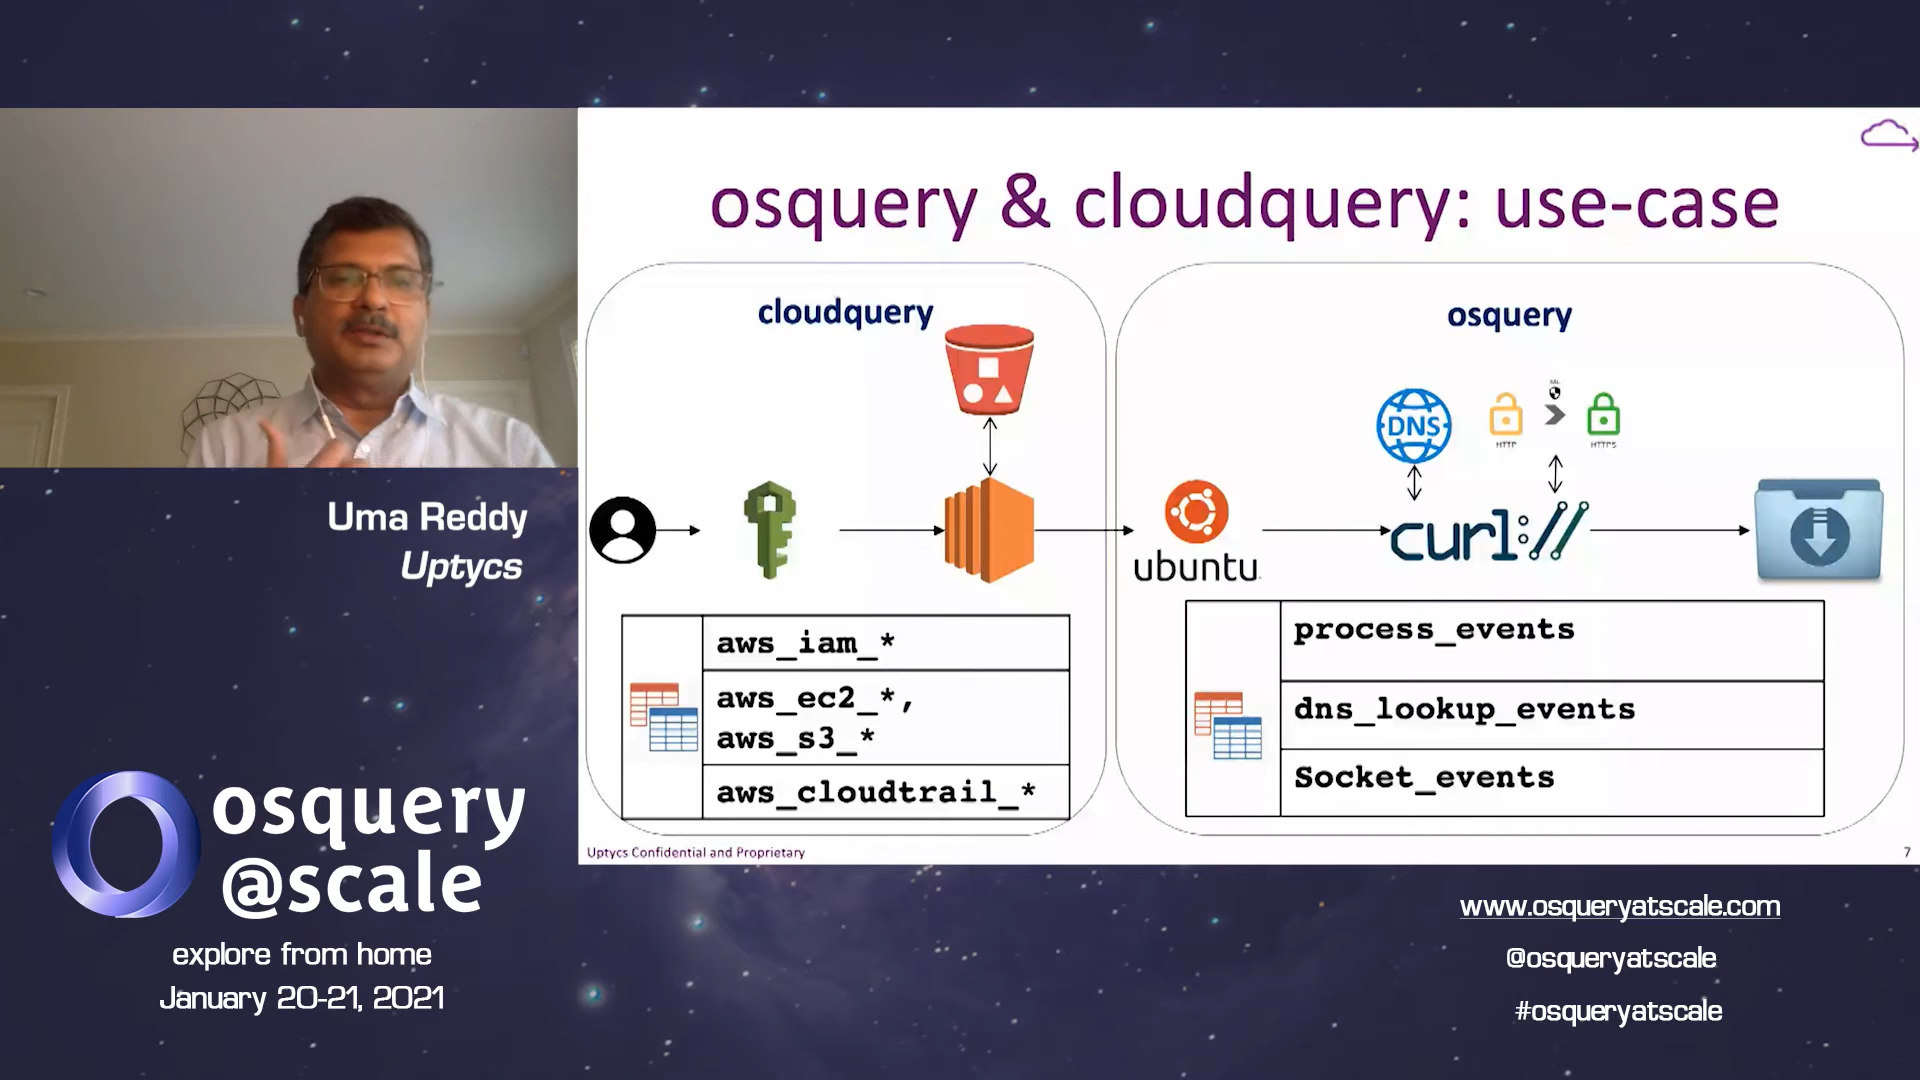 osquery & cloudquery: use-case
cloudquery
osquery
DNS
HTTP
HTTPS
ubuntu
curl://
aws_iam_*
aws_ec2_*,
aws_s3_*
aws_cloudtrail_*
process_events
dns_lookup_events
Socket_events
Uptycs Confidential and Proprietary
7
Uma Reddy
Uptycs
osquery
@scale
explore from home
January 20-21, 2021
www.osqueryatscale.com
@osqueryatscale
#osqueryatscale